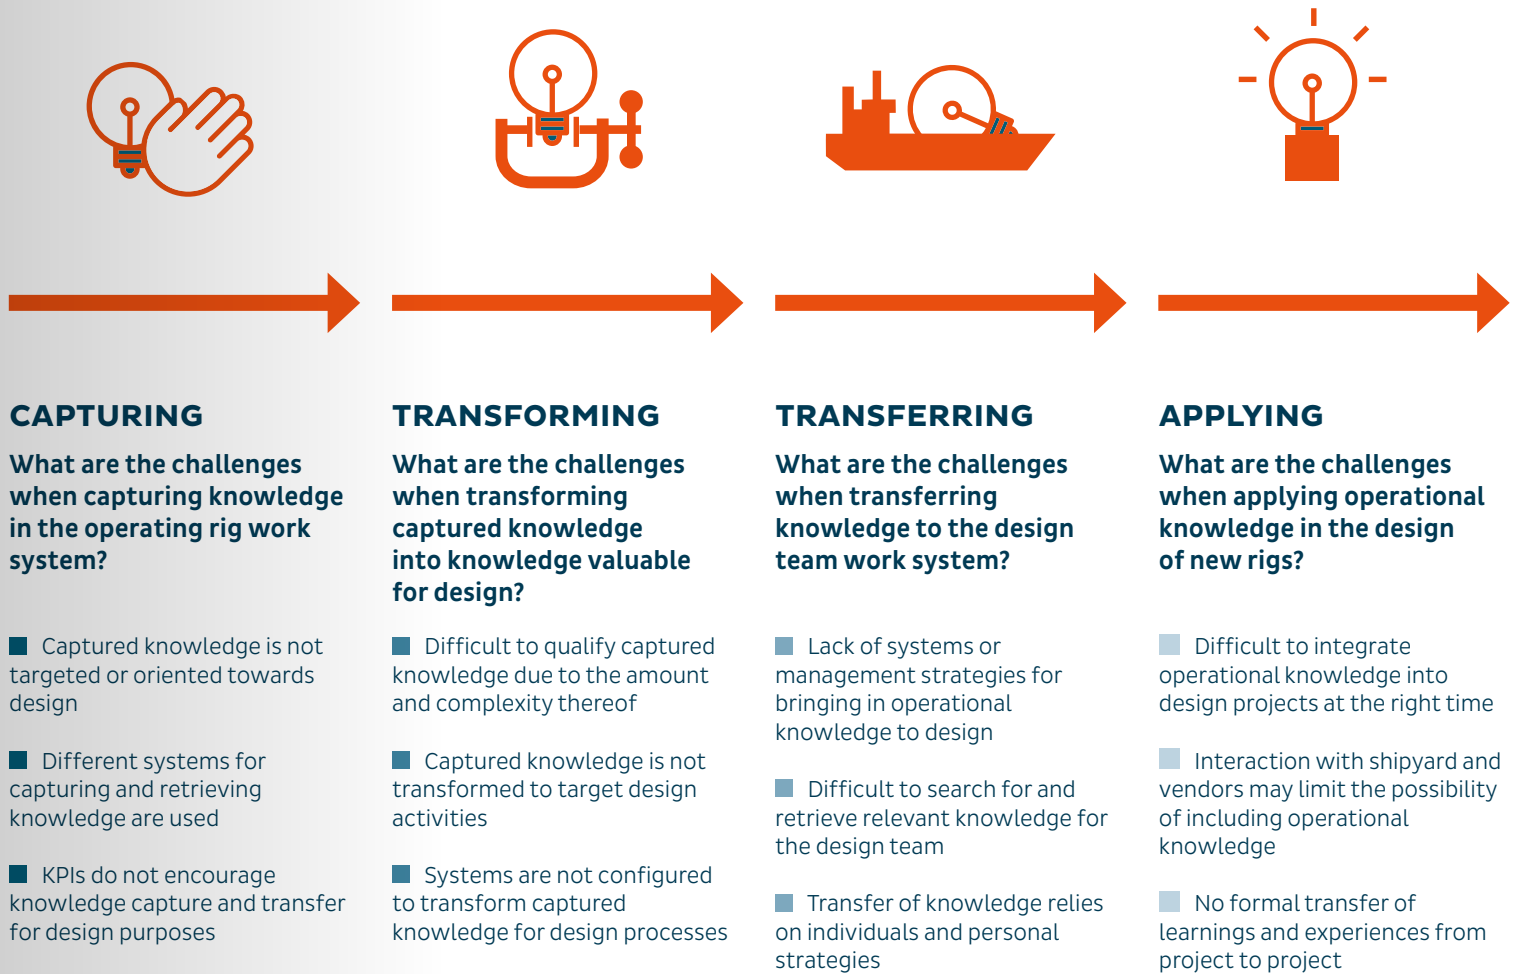 CAPTURING
What are the challenges
when capturing knowledge
in the operating rig work
system?
Captured knowledge is not
targeted or oriented towards
design
Different systems for
capturing and retrieving
knowledge are used
KPIs do not encourage
knowledge capture and transfer
for design purposes
TRANSFORMING
What are the challenges
when transforming
captured knowledge
into knowledge valuable
for design?
Difficult to qualify captured
knowledge due to the amount
and complexity thereof
Captured knowledge is not
transformed to target design
activities
Systems are not configured
to transform captured
knowledge for design processes
TRANSFERRING
What are the challenges
when transferring
knowledge to the design
team work system?
Lack of systems or
management strategies for
bringing in operational
knowledge to design
Difficult to search for and
retrieve relevant knowledge for
the design team
Transfer of knowledge relies
on individuals and personal
strategies
APPLYING
What are the challenges
when applying operational
knowledge in the design
of new rigs?
Difficult to integrate
operational knowledge into
design projects at the right time
Interaction with shipyard and
vendors may limit the possibility
of including operational
knowledge
No formal transfer of
learnings and experiences from
project to project